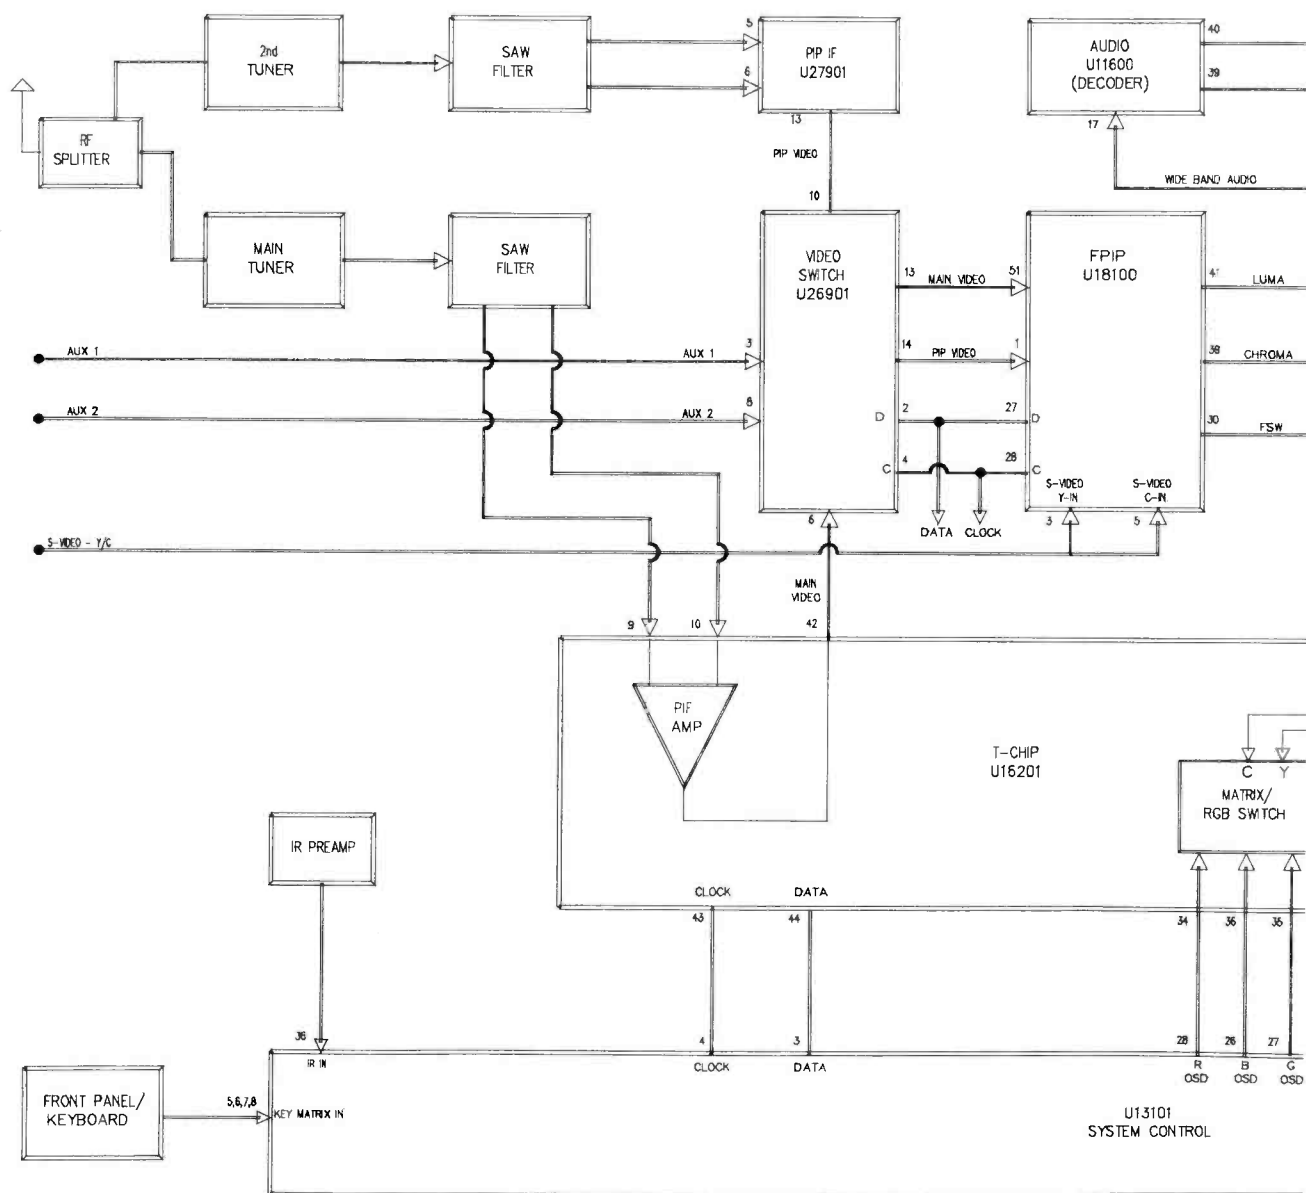 2nd
TUNER
SAW
FILTER
5
6
PIP IF
U27901
13
AUDIO
U11600
(DECODER)
40
39
17
RF
SPLITTER
PIP VIDEO
WIDE BAND AUDIO
10
MAIN
TUNER
SAW
FILTER
VIDEO
SWITCH
U26901
13
MAIN VIDEO
51
FPIP
U18100
41
LUMA
AUX 1
AUX 1
3
14
PIP VIDEO
1
38
CHROMA
AUX 2
AUX 2
8
D
2
27
D
30
FSW
C
4
28
C
S-VIDEO
Y-IN
S-VIDEO
C-IN
6
DATA
CLOCK
3
5
S-VIDEO - Y/C
MAIN
VIDEO
9
10
42
PIF
AMP
T-CHIP
U16201
C
Y
MATRIX/
RGB SWITCH
IR PREAMP
CLOCK
DATA
43
44
34
36
35
36
4
3
28
26
27
IR IN
CLOCK
DATA
R
OSD
B
OSD
G
OSD
FRONT PANEL/
KEYBOARD
5,6,7,8
KEY MATRIX IN
U13101
SYSTEM CONTROL